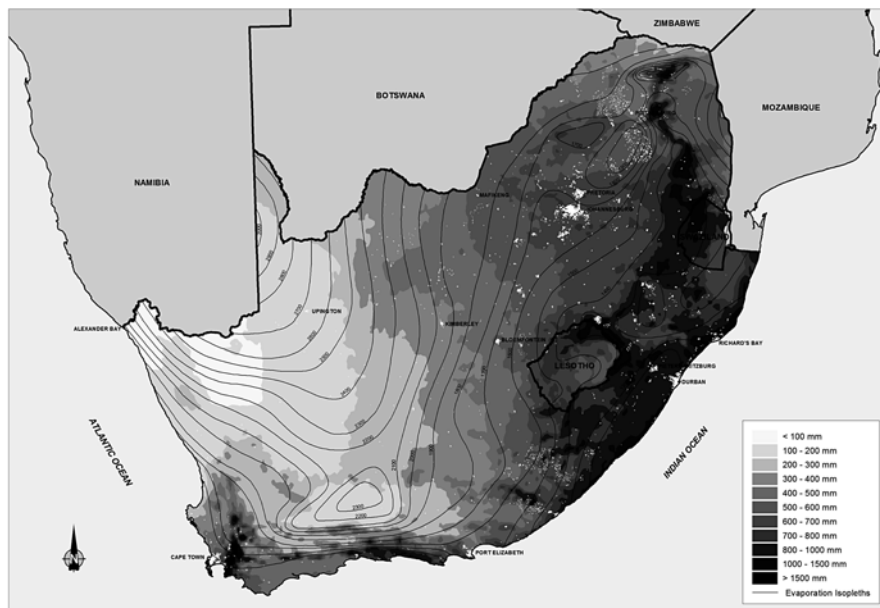 ZIMBABWE
BOTSWANA
MOZAMBIQUE
NAMIBIA
MAFIKENG
PRETORIA
JOHANNESBURG
UPINGTON
ALEXANDER BAY
KIMBERLEY
BLOEMFONTEIN
RICHARD'S BAY
LESOTHO
DURBAN
ATLANTIC OCEAN
INDIAN OCEAN
2300
2200
CAPE TOWN
PORT ELIZABETH
< 100 mm
100 - 200 mm
200 - 300 mm
300 - 400 mm
400 - 500 mm
500 - 600 mm
600 - 700 mm
700 - 800 mm
800 - 1000 mm
1000 - 1500 mm
> 1500 mm
Evaporation Isopleths